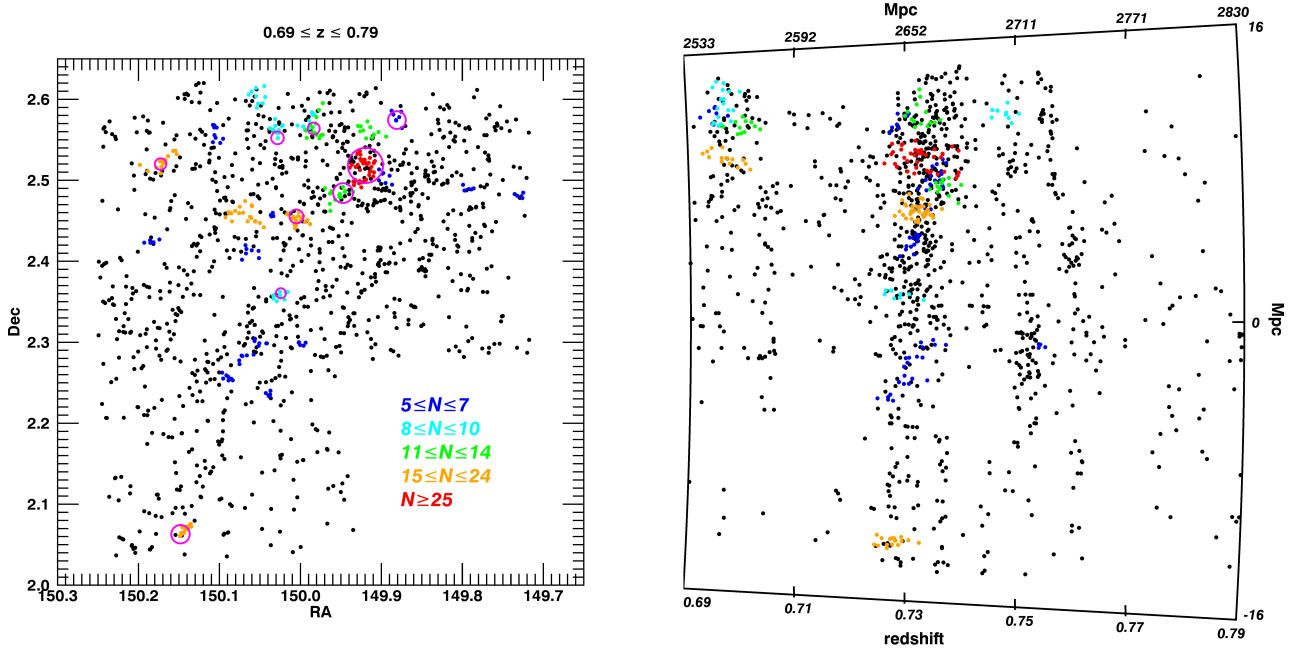 0.69 ≤ z ≤ 0.79
Dec
2.6
2.5
2.4
2.3
2.2
2.1
2.0
150.3
150.2
150.1
150.0
149.9
149.8
149.7
RA
5≤N≤7
8≤N≤10
11≤N≤14
15≤N≤24
N≥25
Mpc
2533
2592
2652
2711
2771
2830
16
0
-16
Mpc
0.69
0.71
0.73
0.75
0.77
0.79
redshift